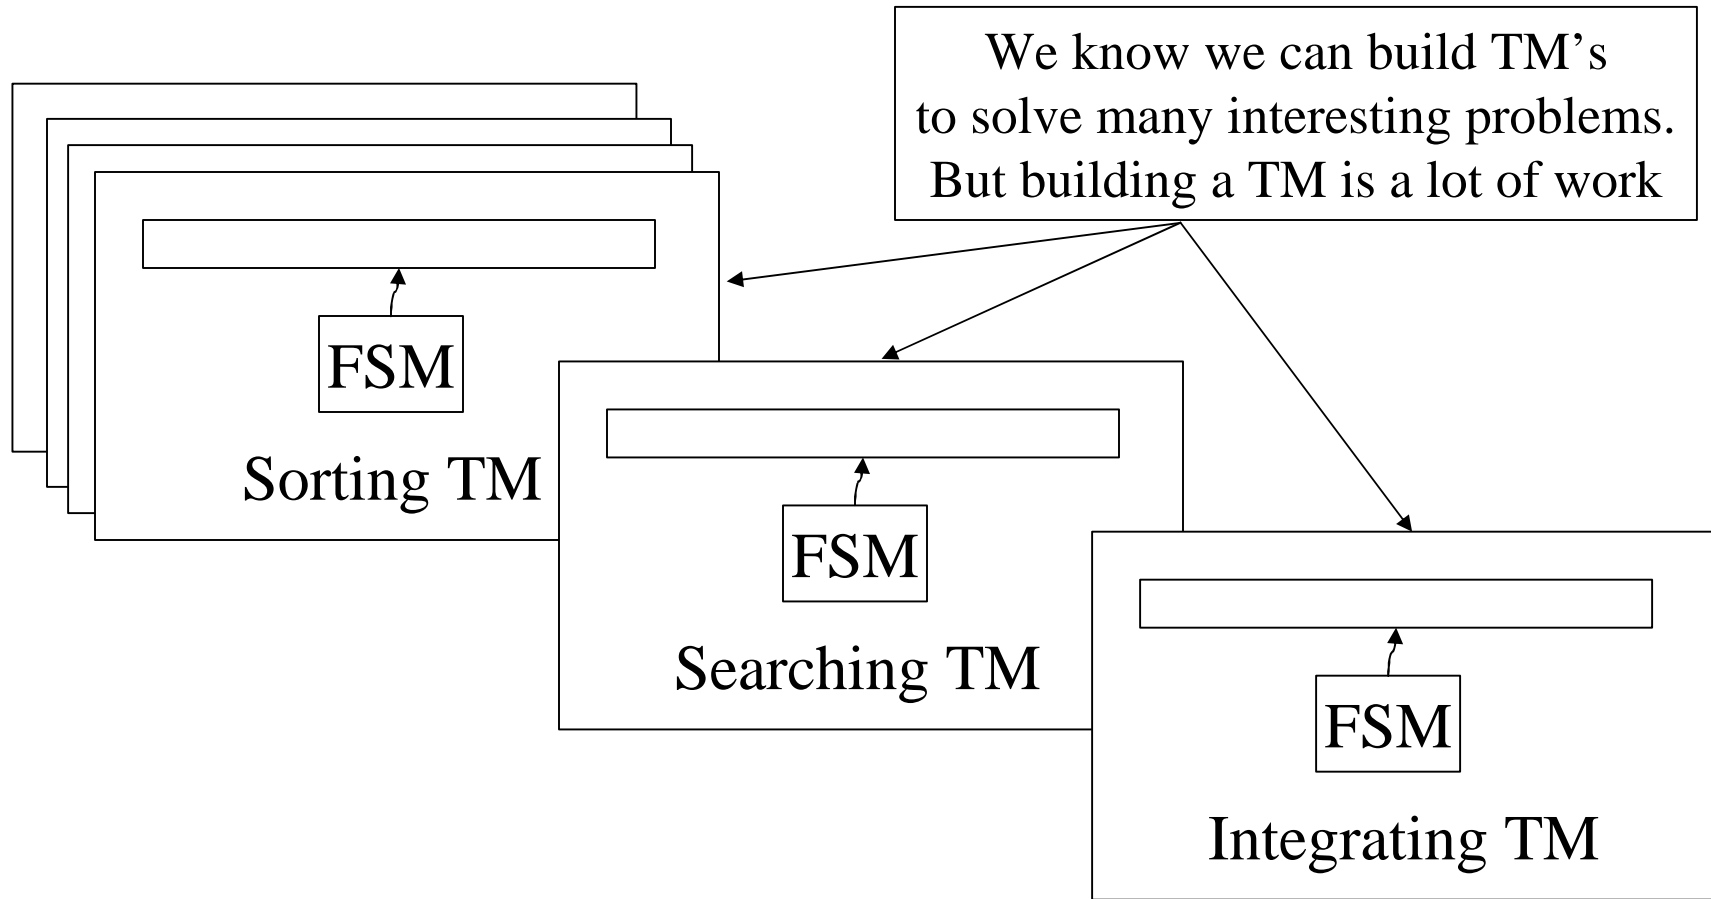 We know we can build TM’s
to solve many interesting problems.
But building a TM is a lot of work
FSM
Sorting TM
FSM
Searching TM
FSM
Integrating TM